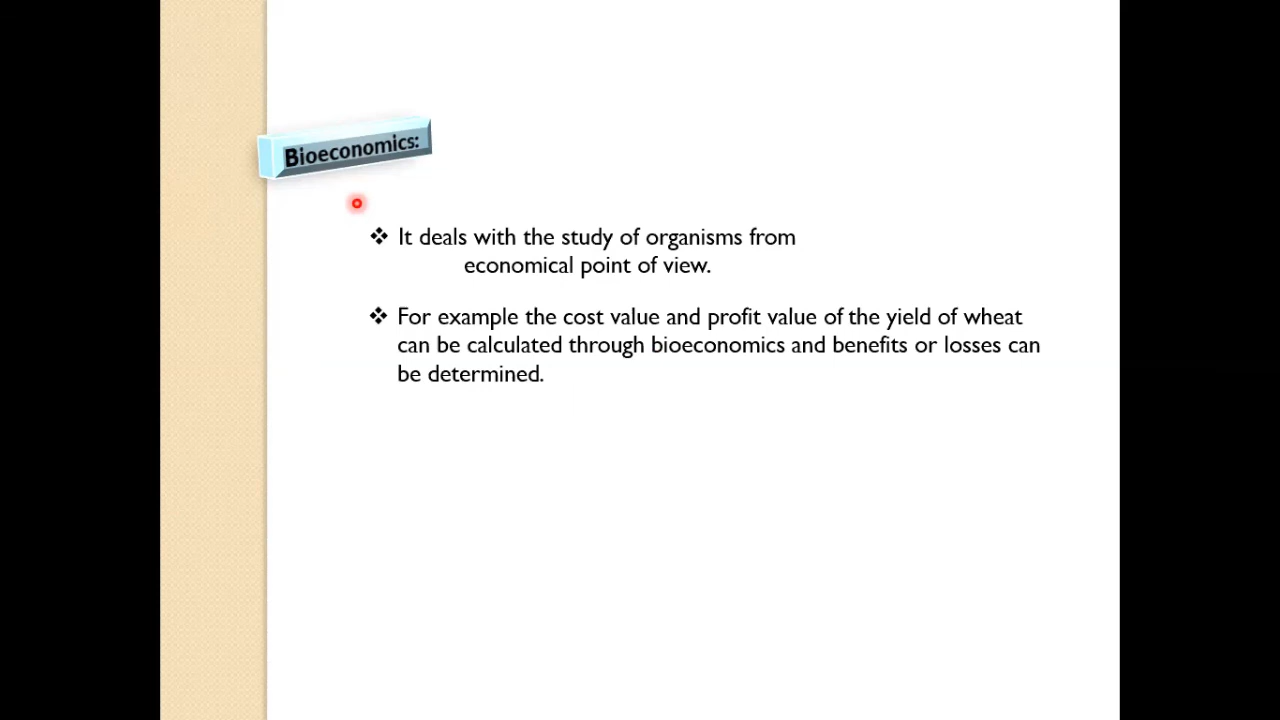 Bioeconomics:
❖ It deals with the study of organisms from
economical point of view.
❖ For example the cost value and profit value of the yield of wheat
can be calculated through bioeconomics and benefits or losses can
be determined.